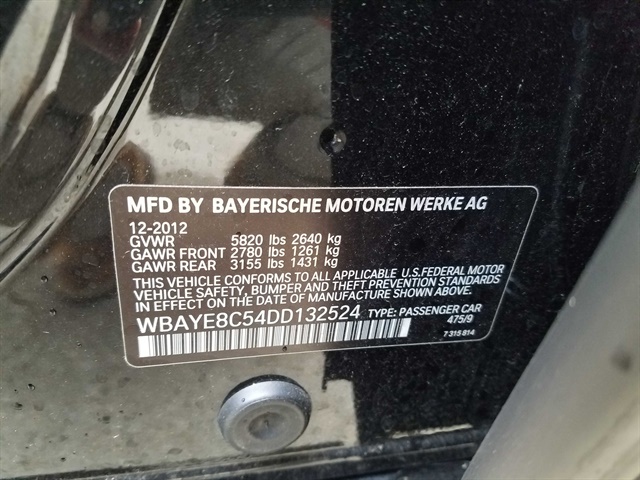 MFD BY BAYERISCHE MOTOREN WERKE AG
12-2012
GVWR 5820 lbs 2640 kg
GAWR FRONT 2780 lbs 1261 kg
GAWR REAR 3155 lbs 1431 kg
THIS VEHICLE CONFORMS TO ALL APPLICABLE U.S.FEDERAL MOTOR
VEHICLE SAFETY, BUMPER AND THEFT PREVENTION STANDARDS
IN EFFECT ON THE DATE OF MANUFACTURE SHOWN ABOVE.
WBAYE8C54DD132524 TYPE: PASSENGER CAR
475/9
7 315 814